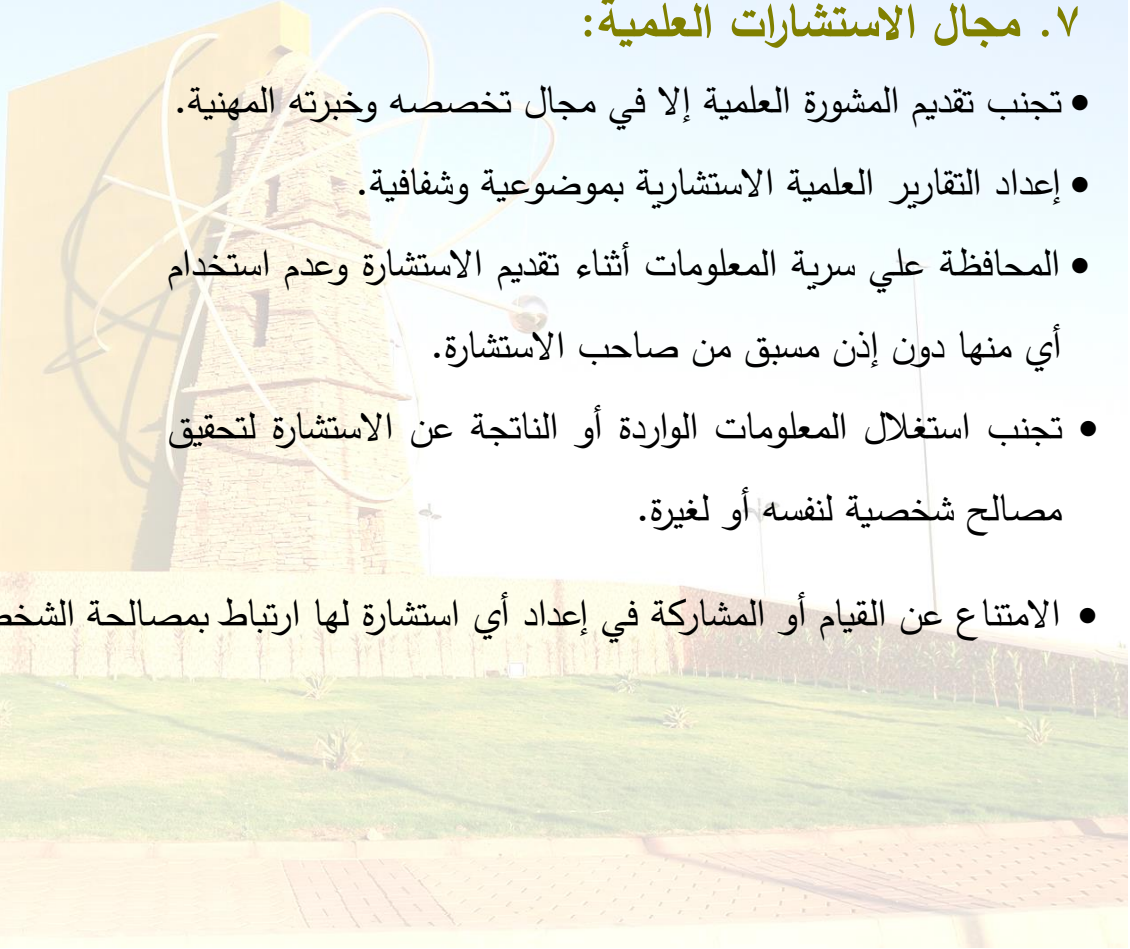 ٧. مجال الاستشارات العلمية:
• تجنب تقديم المشورة العلمية إلا في مجال تخصصه وخبرته المهنية.
• إعداد التقارير العلمية الاستشارية بموضوعية وشفافية.
• المحافظة علي سرية المعلومات أثناء تقديم الاستشارة وعدم استخدام
أي منها دون إذن مسبق من صاحب الاستشارة.
• تجنب استغلال المعلومات الواردة أو الناتجة عن الاستشارة لتحقيق
مصالح شخصية لنفسه أو لغيرة.
• الامتناع عن القيام أو المشاركة في إعداد أي استشارة لها ارتباط بمصالحة